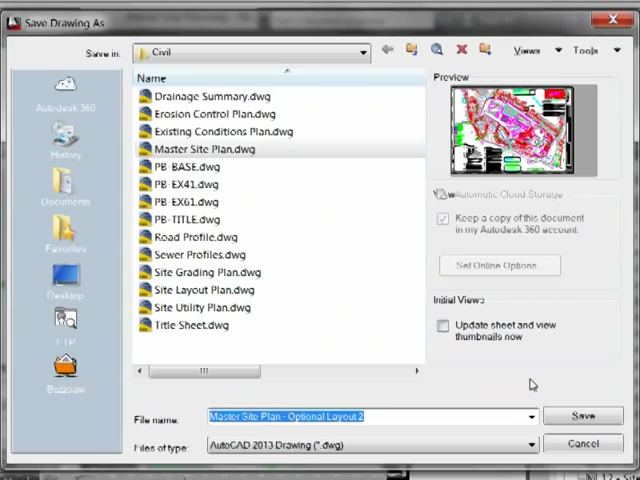 Save Drawing As
Save in:
Civil
Views
Tools
Name
Preview
Autodesk 360
History
Documents
Favorites
Desktop
FTP
Buzzsaw
Drainage Summary.dwg
Erosion Control Plan.dwg
Existing Conditions Plan.dwg
Master Site Plan.dwg
PB-BASE.dwg
PB-EX41.dwg
PB-EX61.dwg
PB-TITLE.dwg
Road Profile.dwg
Sewer Profiles.dwg
Site Grading Plan.dwg
Site Layout Plan.dwg
Site Utility Plan.dwg
Title Sheet.dwg
Automatic Cloud Storage
Keep a copy of this document
in my Autodesk 360 account
Set Online Options...
Initial View
Update sheet and view
thumbnails now
File name:
Master Site Plan - Optional Layout 2
Save
Files of type:
AutoCAD 2013 Drawing (*.dwg)
Cancel